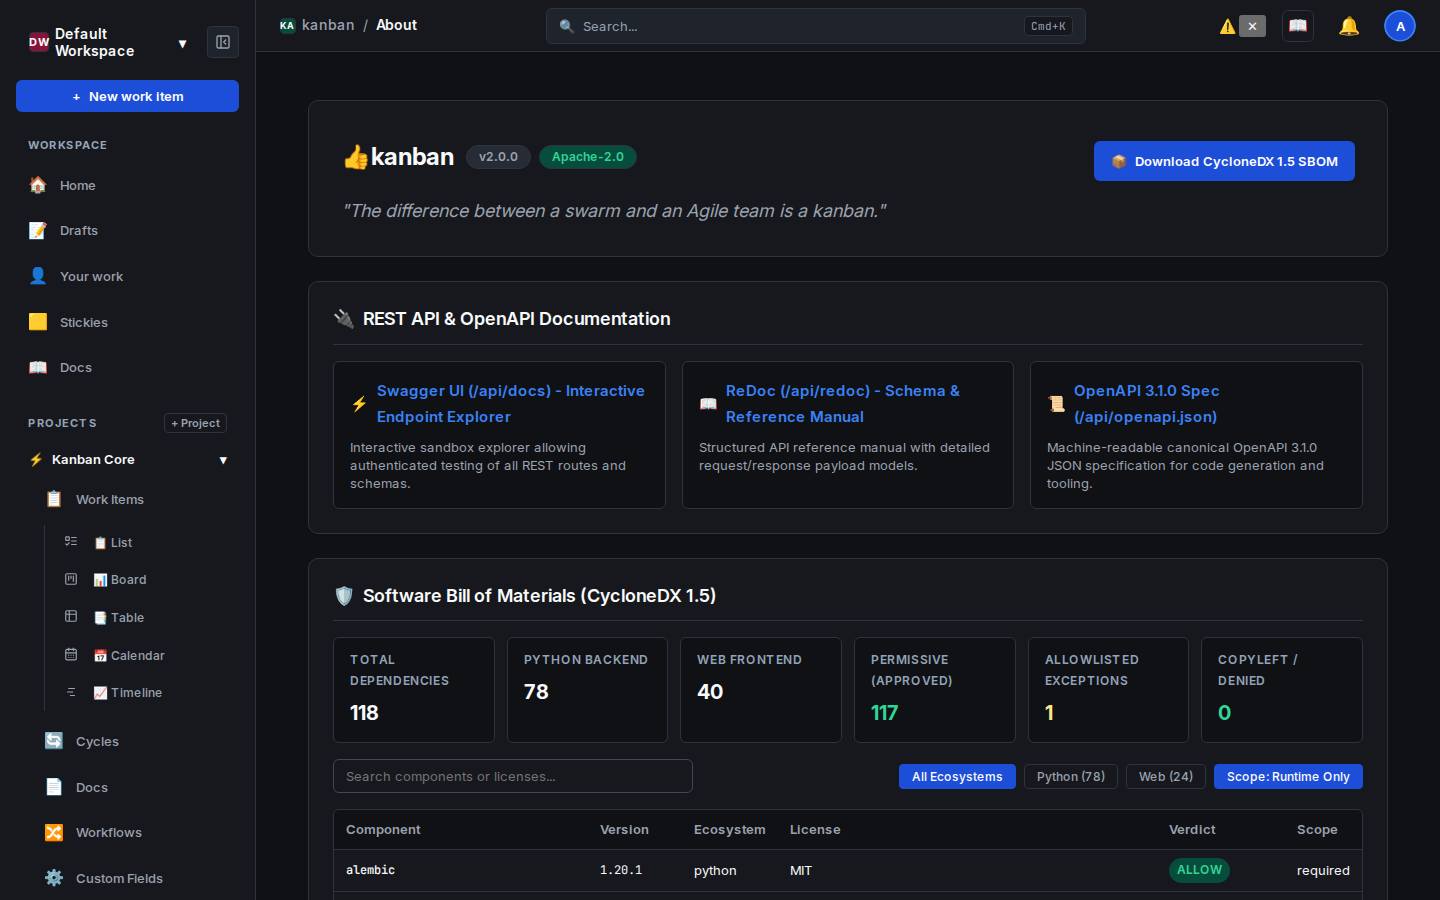 DW Default Workspace ▼
+ New work item
WORKSPACE
Home
Drafts
Your work
Stickies
Docs
PROJECTS
+ Project
Kanban Core ▼
Work Items
List
Board
Table
Calendar
Timeline
Cycles
Docs
Workflows
Custom Fields
KA kanban / About
Search...
Cmd+K
✕
A
kanban
v2.0.0
Apache-2.0
Download CycloneDX 1.5 SBOM
"The difference between a swarm and an Agile team is a kanban."
REST API & OpenAPI Documentation
Swagger UI (/api/docs) - Interactive
Endpoint Explorer
Interactive sandbox explorer allowing
authenticated testing of all REST routes and
schemas.
ReDoc (/api/redoc) - Schema &
Reference Manual
Structured API reference manual with detailed
request/response payload models.
OpenAPI 3.1.0 Spec
(/api/openapi.json)
Machine-readable canonical OpenAPI 3.1.0
JSON specification for code generation and
tooling.
Software Bill of Materials (CycloneDX 1.5)
TOTAL
DEPENDENCIES
118
PYTHON BACKEND
78
WEB FRONTEND
40
PERMISSIVE
(APPROVED)
117
ALLOWLISTED
EXCEPTIONS
1
COPYLEFT /
DENIED
0
Search components or licenses...
All Ecosystems
Python (78)
Web (24)
Scope: Runtime Only
Component Version Ecosystem License Verdict Scope
alembic 1.20.1 python MIT ALLOW required